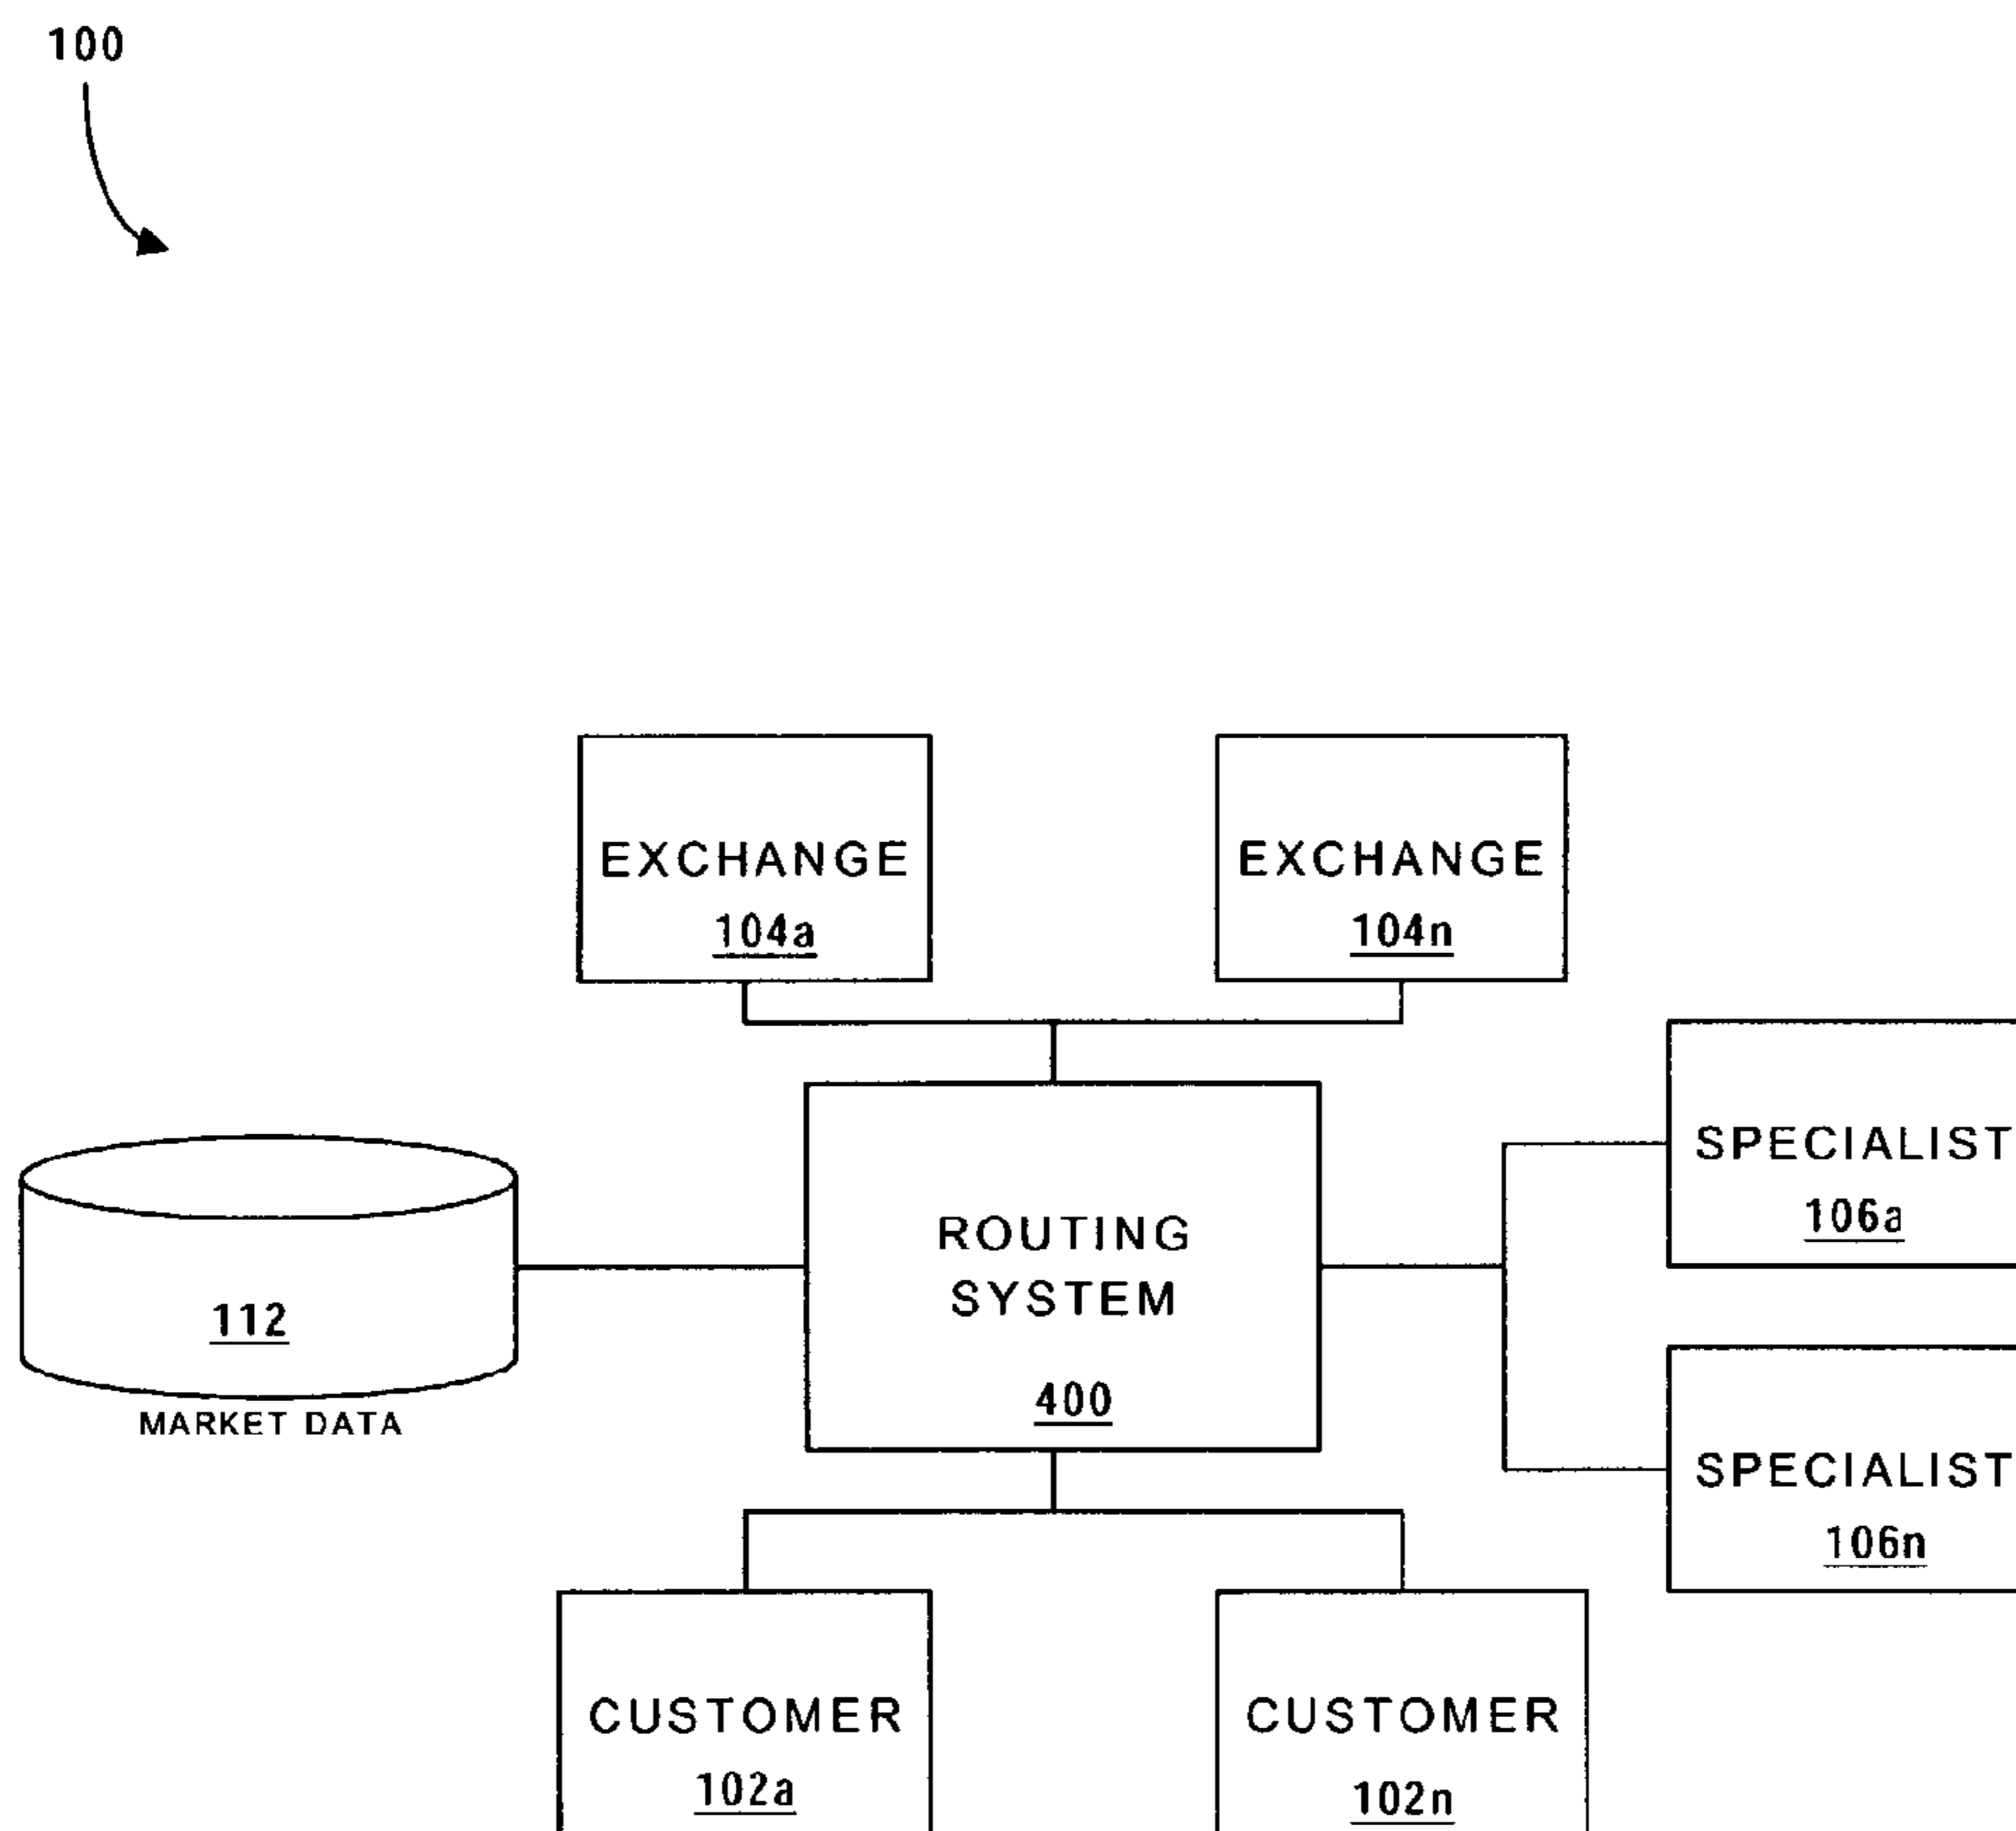 100
EXCHANGE
104a
EXCHANGE
104n
SPECIALIST
106a
ROUTING
SYSTEM
400
112
MARKET DATA
SPECIALIST
106n
CUSTOMER
102a
CUSTOMER
102n